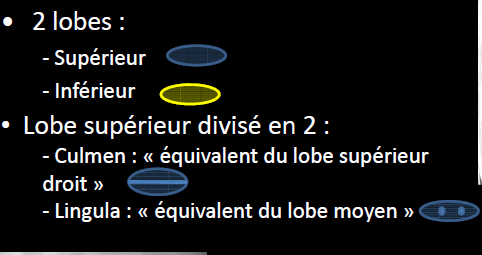 • 2 lobes :
- Supérieur
- Inférieur
• Lobe supérieur divisé en 2 :
- Culmen : « équivalent du lobe supérieur
droit »
- Lingula : « équivalent du lobe moyen »